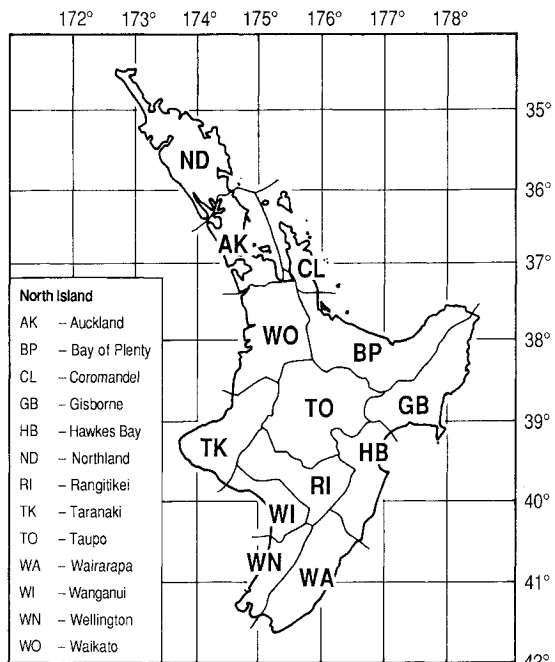 172° 173° 174° 175° 176° 177° 178°
35°
36°
37°
38°
39°
40°
41°
42°
ND
AK
CL
WO
BP
TO
GB
TK
HB
RI
WI
WN
WA
North Island
AK – Auckland
BP – Bay of Plenty
CL – Coromandel
GB – Gisborne
HB – Hawkes Bay
ND – Northland
RI – Rangitikei
TK – Taranaki
TO – Taupo
WA – Wairarapa
WI – Wanganui
WN – Wellington
WO – Waikato